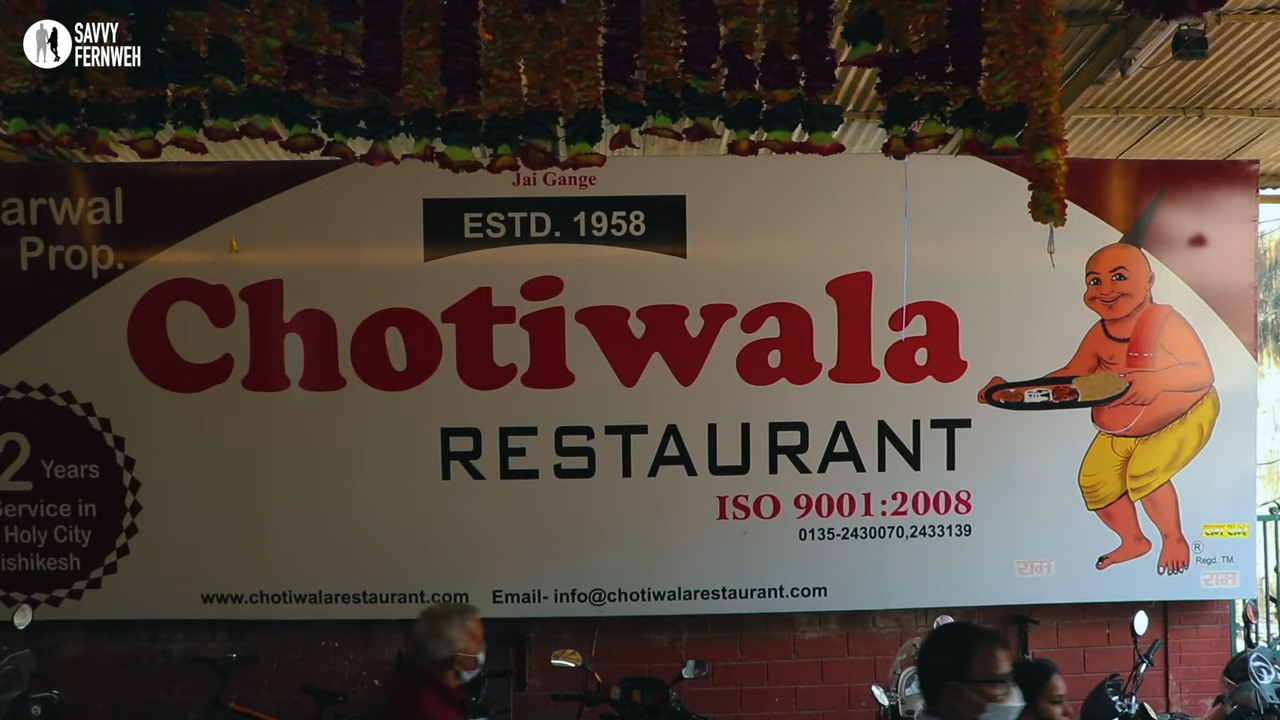 SAVVY
FERNWEH
Jai Gange
ESTD. 1958
arwal
Prop.
Chotiwala
RESTAURANT
ISO 9001:2008
0135-2430070,2433139
2 Years
Service in
Holy City
ishikesh
www.chotiwalarestaurant.com Email- info@chotiwalarestaurant.com
® Regd. TM.
राम
राम